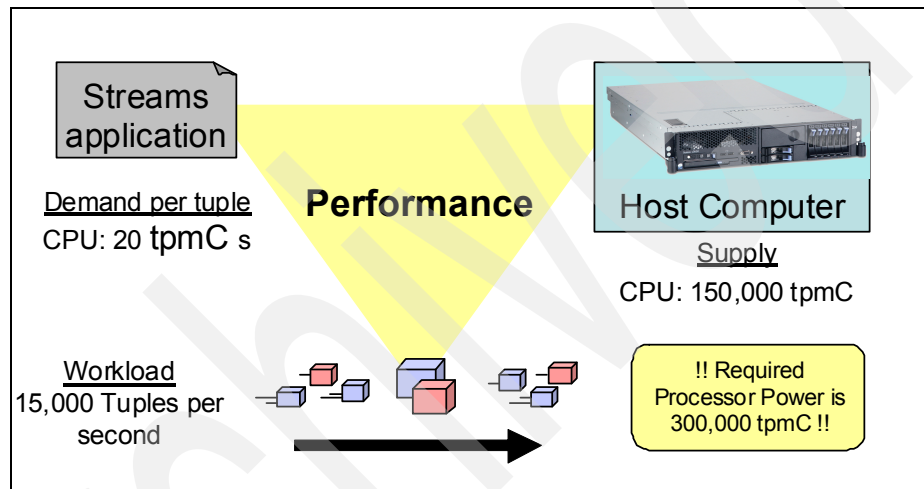 Streams
application
Demand per tuple
CPU: 20 tpmC s
Performance
Host Computer
Supply
CPU: 150,000 tpmC
Workload
15,000 Tuples per
second
!! Required
Processor Power is
300,000 tpmC !!